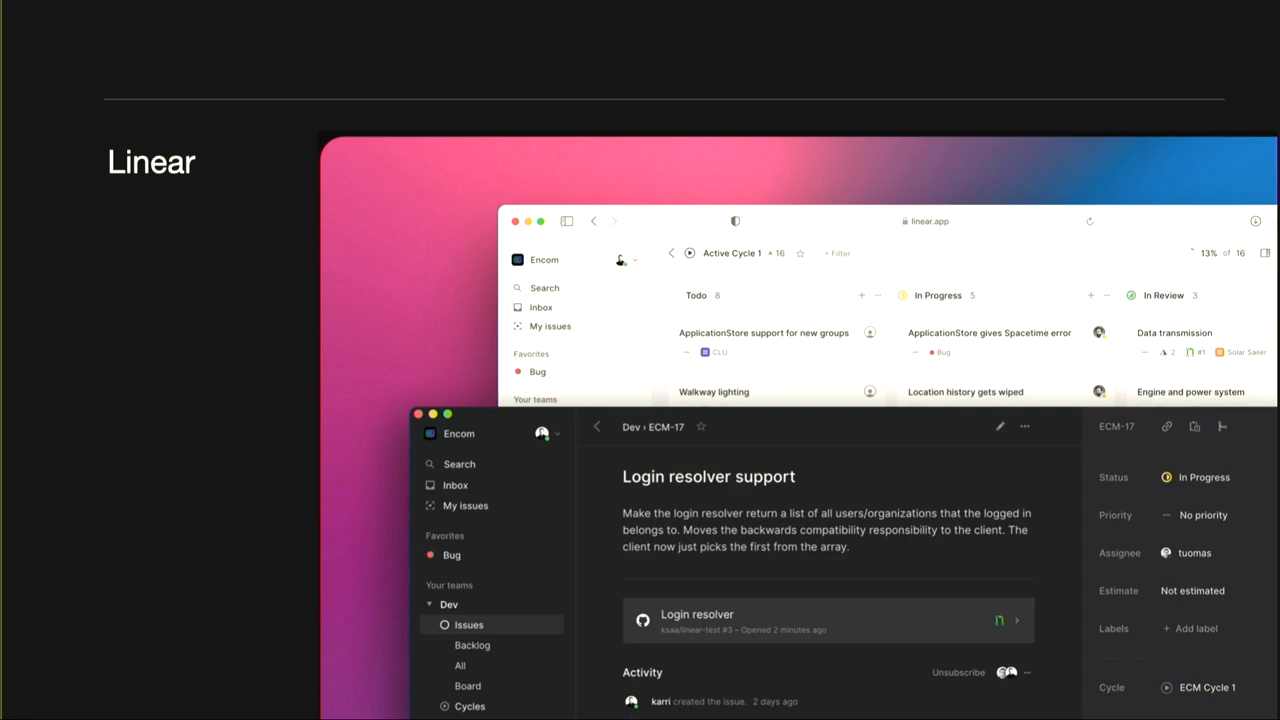 Linear
linear.app
Encom
Active Cycle 1 16
+ Filter
13% of 16
Search
Inbox
My issues
Favorites
Bug
Your teams
Todo 8
In Progress 5
In Review 3
ApplicationStore support for new groups
CLU
ApplicationStore gives Spacetime error
Bug
Data transmission
2 #1 Solar Sailer
Walkway lighting
Location history gets wiped
Engine and power system
Encom
Search
Inbox
My issues
Favorites
Bug
Your teams
Dev
Issues
Backlog
All
Board
Cycles
Dev › ECM-17
Login resolver support
Make the login resolver return a list of all users/organizations that the logged in
belongs to. Moves the backwards compatibility responsibility to the client. The
client now just picks the first from the array.
Login resolver
ksaa/linear-test #3 – Opened 2 minutes ago
Activity
Unsubscribe
karri created the issue. 2 days ago
ECM-17
Status In Progress
Priority No priority
Assignee tuomas
Estimate Not estimated
Labels + Add label
Cycle ECM Cycle 1